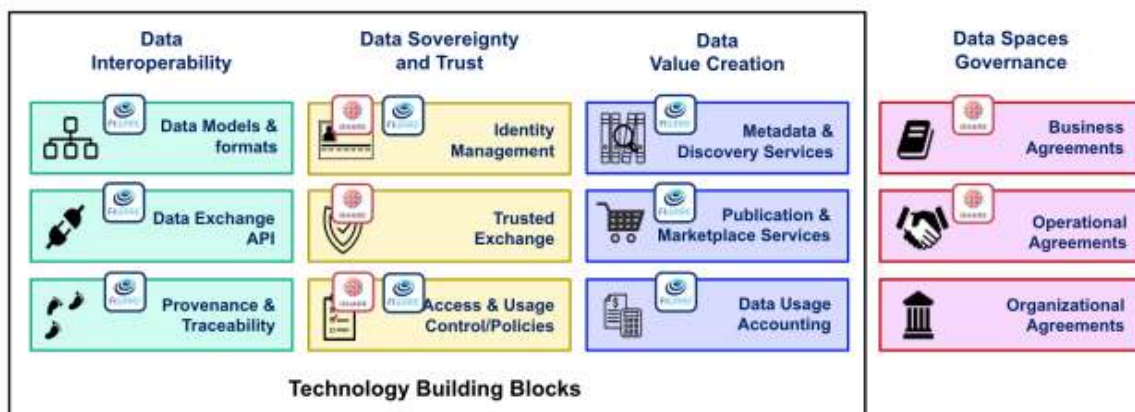 Data
Interoperability
Data Sovereignty
and Trust
Data
Value Creation
Data Spaces
Governance
Data Models &
formats
Identity
Management
Metadata &
Discovery Services
Business
Agreements
Data Exchange
API
Trusted
Exchange
Publication &
Marketplace Services
Operational
Agreements
Provenance &
Traceability
Access & Usage
Control/Policies
Data Usage
Accounting
Organizational
Agreements
Technology Building Blocks